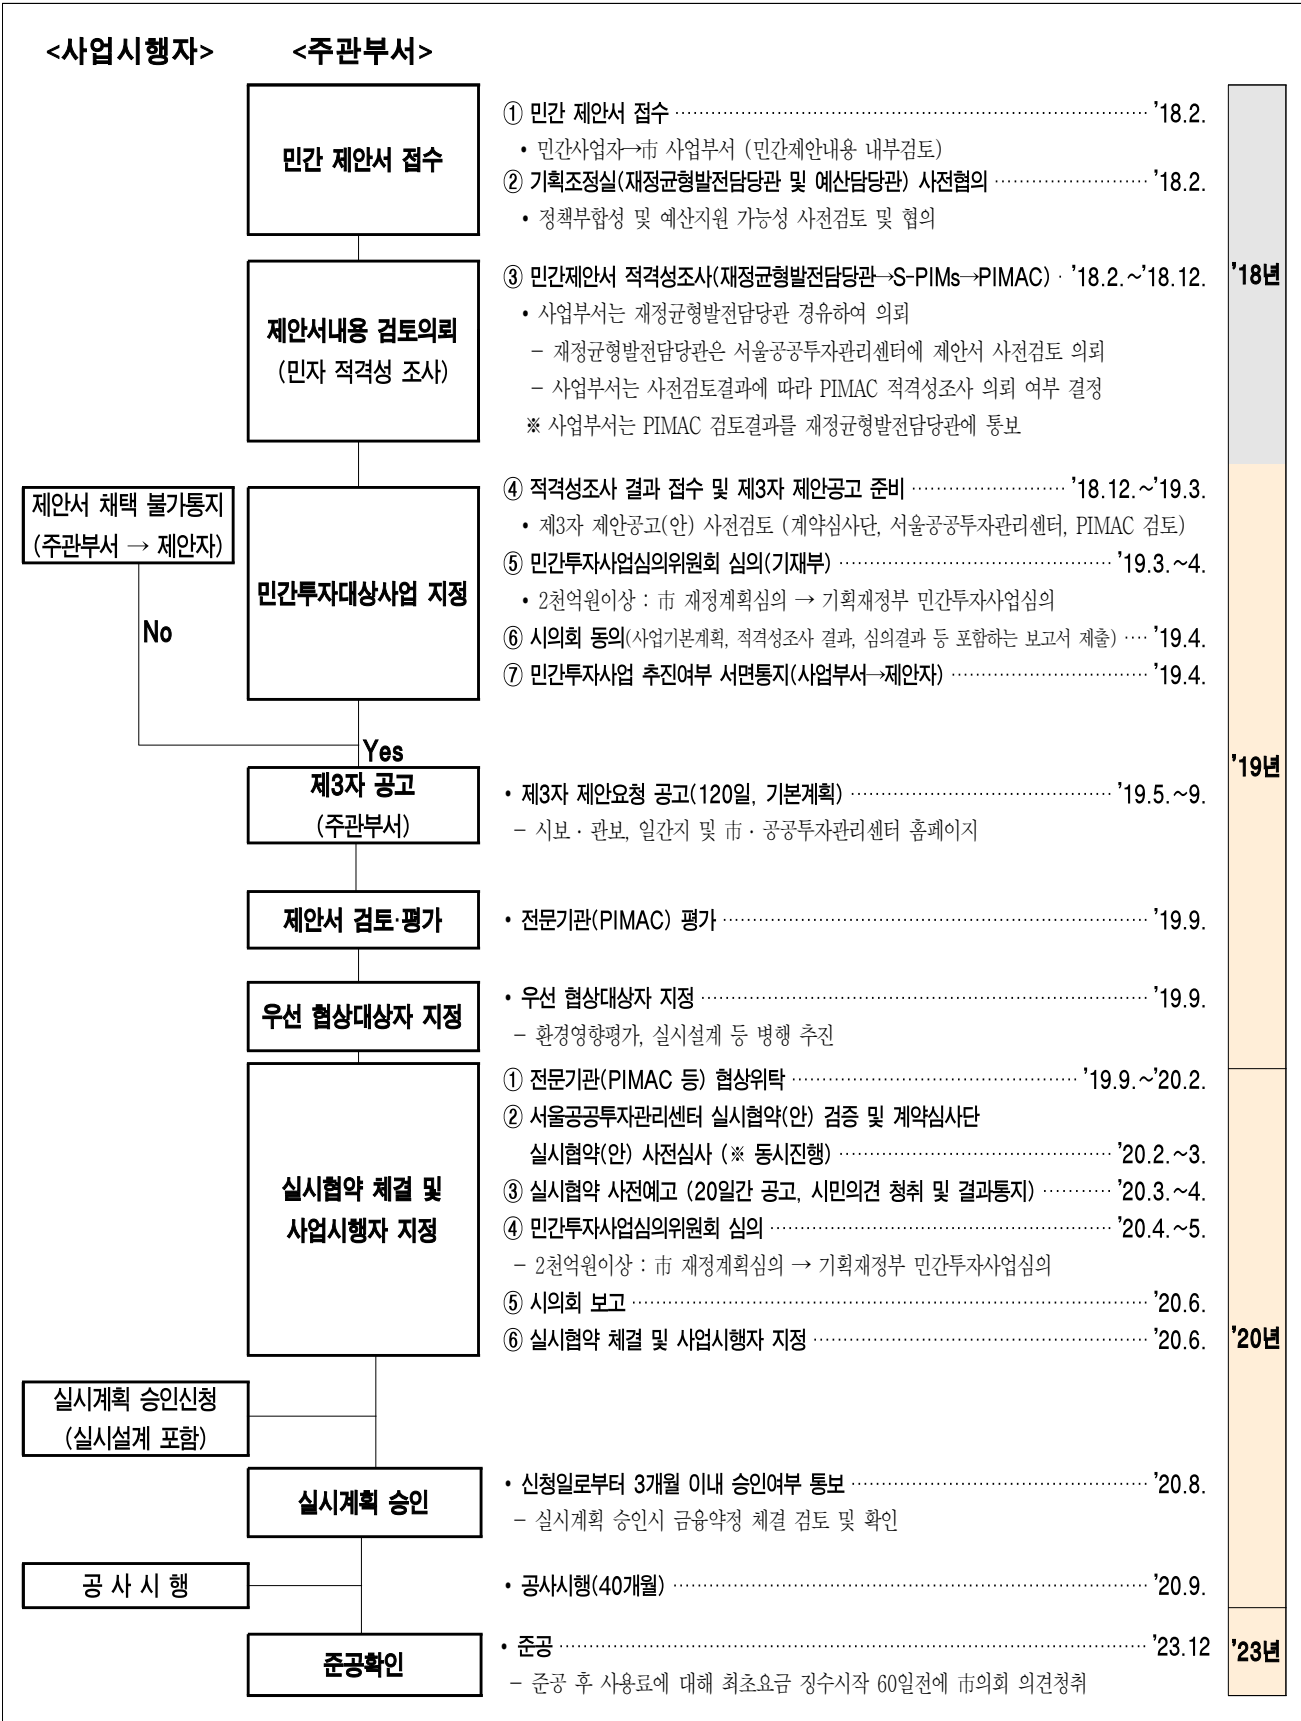 <사업시행자> <주관부서>
민간 제안서 접수
① 민간 제안서 접수 ················ '18.2.
• 민간사업자→市 사업부서 (민간제안내용 내부검토)
② 기획조정실(재정균형발전담당관 및 예산담당관) 사전협의 ················ '18.2.
• 정책부합성 및 예산지원 가능성 사전검토 및 협의
'18년
제안서내용 검토의뢰
(민자 적격성 조사)
③ 민간제안서 적격성조사(재정균형발전담당관→S-PIMs→PIMAC) · '18.2.~'18.12.
• 사업부서는 재정균형발전담당관 경유하여 의뢰
- 재정균형발전담당관은 서울공공투자관리센터에 제안서 사전검토 의뢰
- 사업부서는 사전검토결과에 따라 PIMAC 적격성조사 의뢰 여부 결정
※ 사업부서는 PIMAC 검토결과를 재정균형발전담당관에 통보
제안서 채택 불가통지
(주관부서 → 제안자)
No
민간투자대상사업 지정
④ 적격성조사 결과 접수 및 제3자 제안공고 준비 ················ '18.12.~'19.3.
• 제3자 제안공고(안) 사전검토 (계약심사단, 서울공공투자관리센터, PIMAC 검토)
⑤ 민간투자사업심의위원회 심의(기재부) ················ '19.3.~4.
• 2천억원이상 : 市 재정계획심의 → 기획재정부 민간투자사업심의
⑥ 시의회 동의(사업기본계획, 적격성조사 결과, 심의결과 등 포함하는 보고서 제출) ···· '19.4.
⑦ 민간투자사업 추진여부 서면통지(사업부서→제안자) ················ '19.4.
Yes
'19년
제3자 공고
(주관부서)
• 제3자 제안요청 공고(120일, 기본계획) ················ '19.5.~9.
- 시보 · 관보, 일간지 및 市 · 공공투자관리센터 홈페이지
제안서 검토·평가
• 전문기관(PIMAC) 평가 ················ '19.9.
우선 협상대상자 지정
• 우선 협상대상자 지정 ················ '19.9.
- 환경영향평가, 실시설계 등 병행 추진
실시협약 체결 및
사업시행자 지정
① 전문기관(PIMAC 등) 협상위탁 ················ '19.9.~'20.2.
② 서울공공투자관리센터 실시협약(안) 검증 및 계약심사단
실시협약(안) 사전심사 (※ 동시진행) ················ '20.2.~3.
③ 실시협약 사전예고 (20일간 공고, 시민의견 청취 및 결과통지) ··········· '20.3.~4.
④ 민간투자사업심의위원회 심의 ················ '20.4.~5.
- 2천억원이상 : 市 재정계획심의 → 기획재정부 민간투자사업심의
⑤ 시의회 보고 ················ '20.6.
⑥ 실시협약 체결 및 사업시행자 지정 ················ '20.6.
'20년
실시계획 승인신청
(실시설계 포함)
실시계획 승인
• 신청일로부터 3개월 이내 승인여부 통보 ················ '20.8.
- 실시계획 승인시 금융약정 체결 검토 및 확인
공 사 시 행
• 공사시행(40개월) ················ '20.9.
준공확인
• 준공 ················ '23.12
- 준공 후 사용료에 대해 최초요금 징수시작 60일전에 市의회 의견청취
'23년